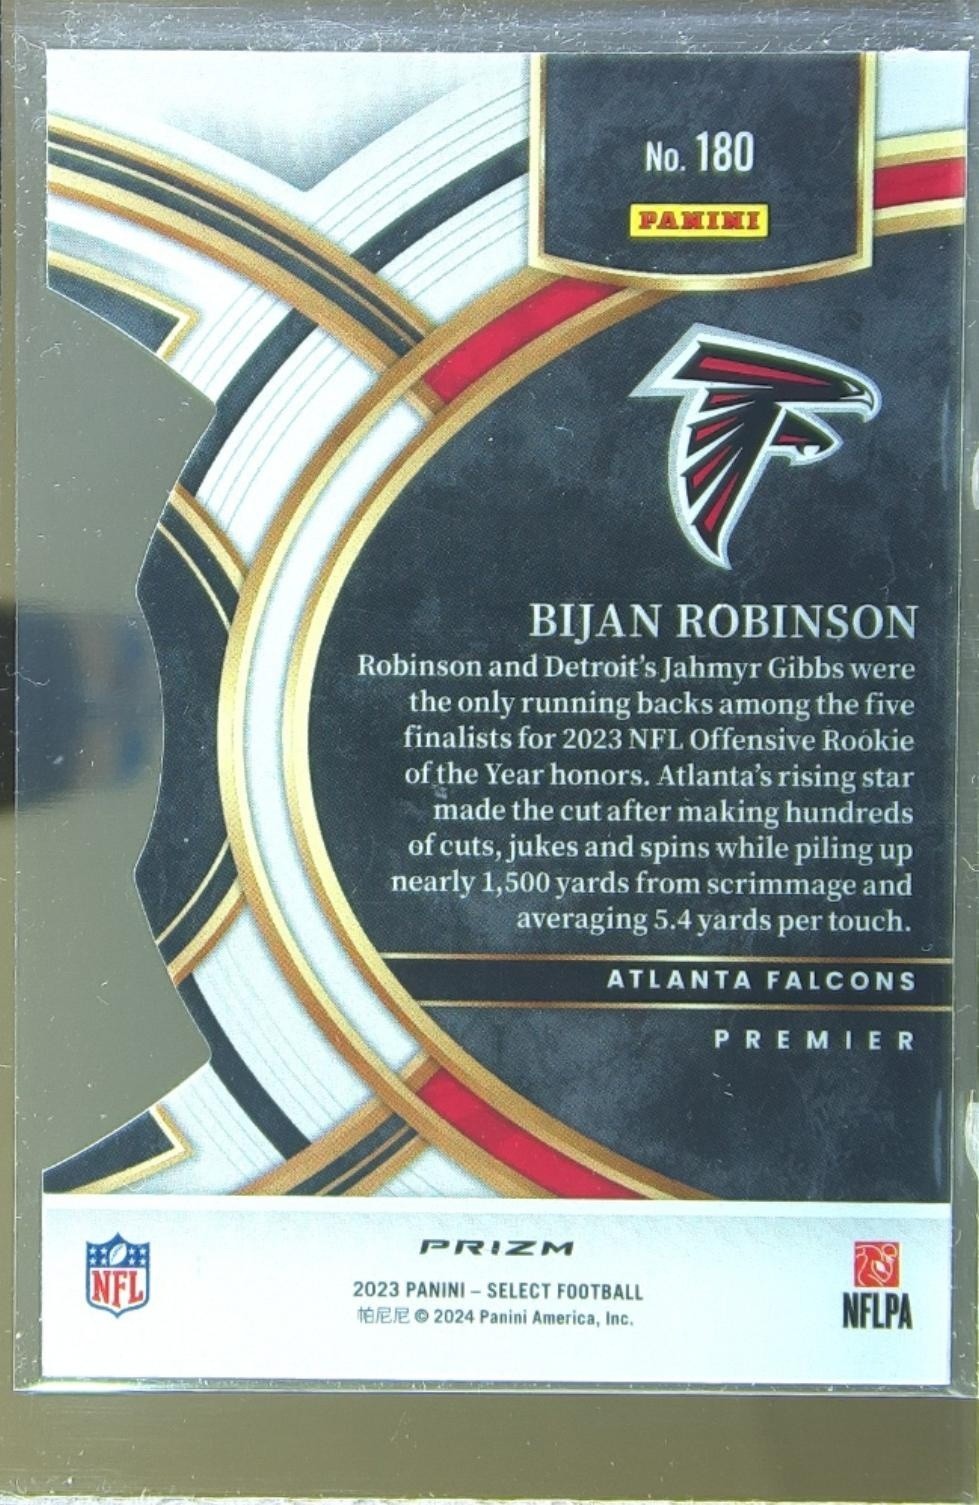 No. 180
PANINI
BIJAN ROBINSON
Robinson and Detroit's Jahmyr Gibbs were
the only running backs among the five
finalists for 2023 NFL Offensive Rookie
of the Year honors. Atlanta's rising star
made the cut after making hundreds
of cuts, jukes and spins while piling up
nearly 1,500 yards from scrimmage and
averaging 5.4 yards per touch.
ATLANTA FALCONS
PREMIER
PRIZM
NFL
2023 PANINI – SELECT FOOTBALL
帕尼尼 © 2024 Panini America, Inc.
NFLPA